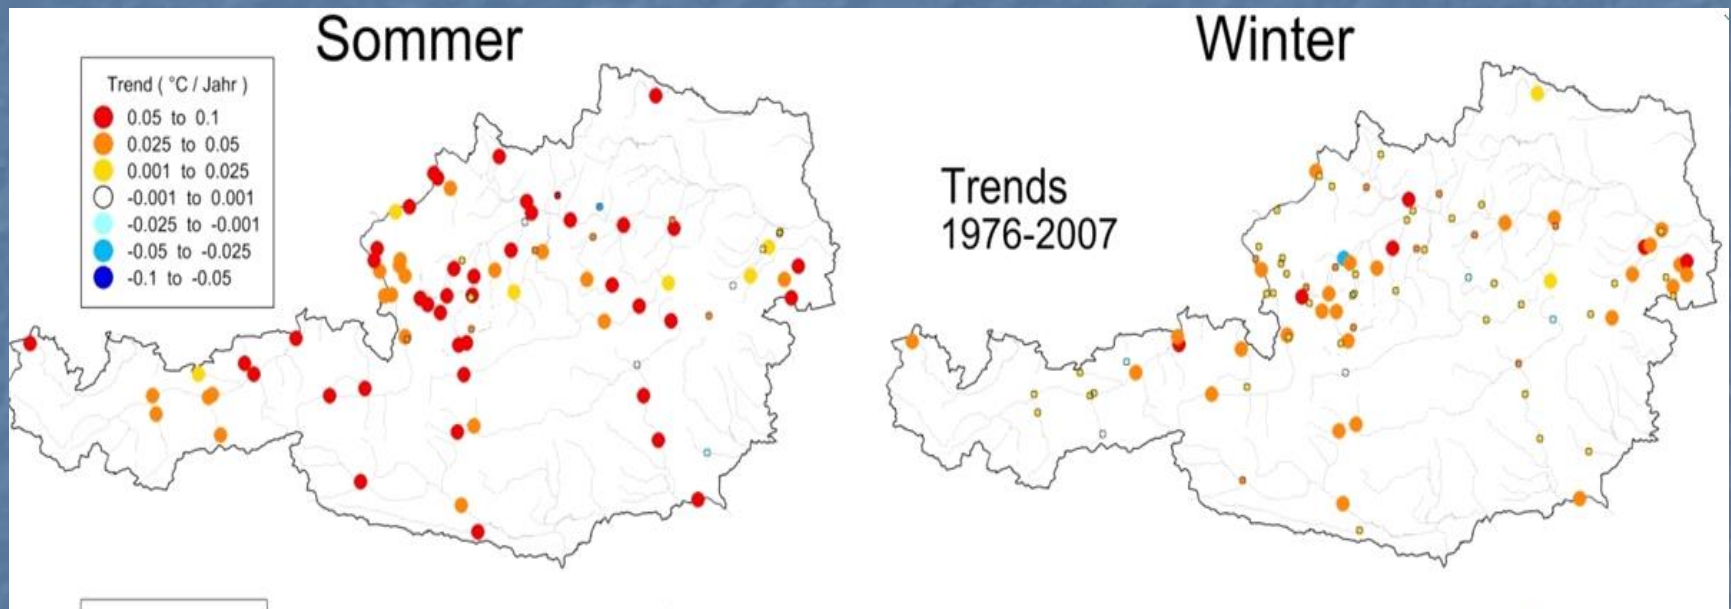 Sommer
Winter
Trend ( °C / Jahr )
0.05 to 0.1
0.025 to 0.05
0.001 to 0.025
-0.001 to 0.001
-0.025 to -0.001
-0.05 to -0.025
-0.1 to -0.05
Trends
1976-2007